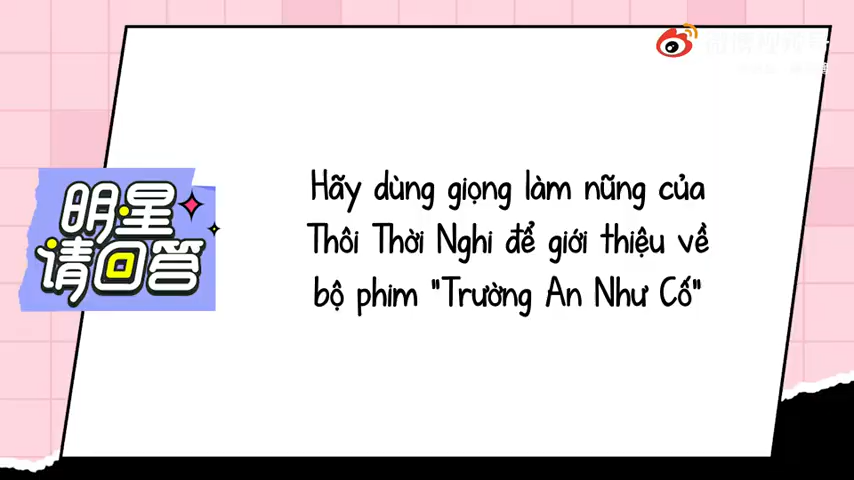 明星
请回答
Hãy dùng giọng làm nũng của
Thôi Thời Nghi để giới thiệu về
bộ phim "Trường An Như Cố"